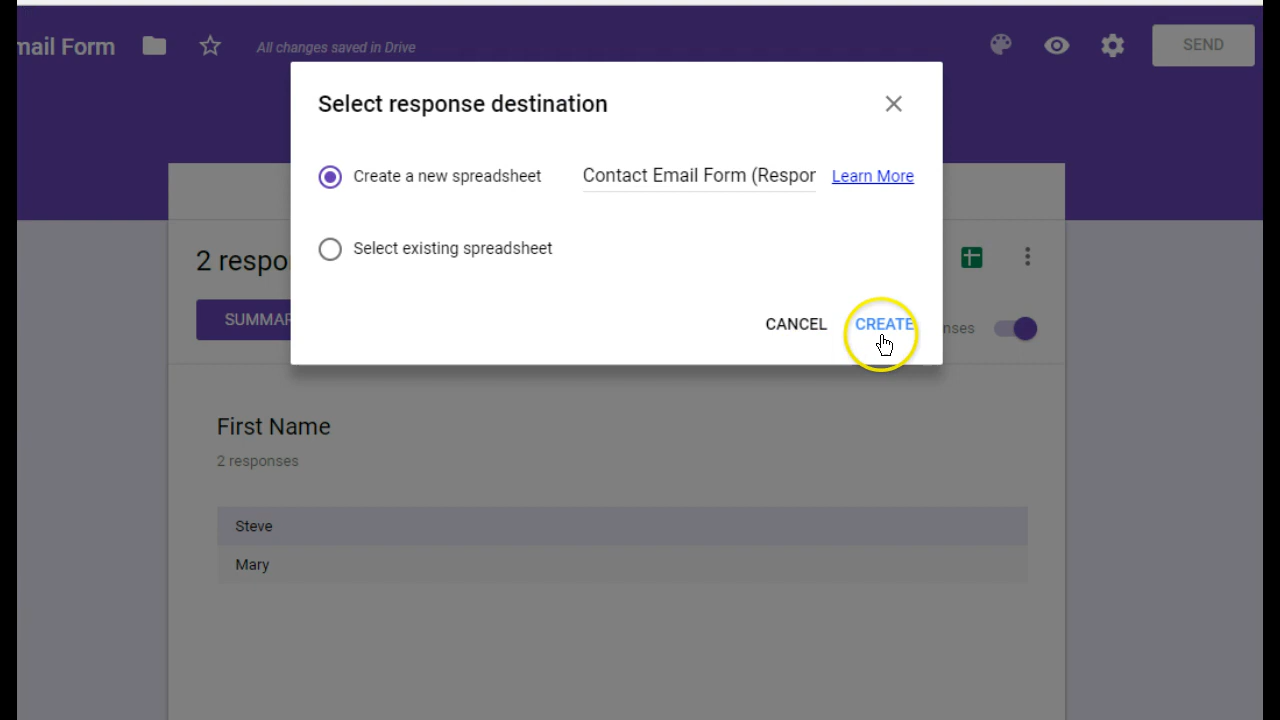 mail Form
All changes saved in Drive
SEND
Select response destination
Create a new spreadsheet
Contact Email Form (Respor
Learn More
Select existing spreadsheet
2 respo
CANCEL
CREATE
SUMMAR
nses
First Name
2 responses
Steve
Mary